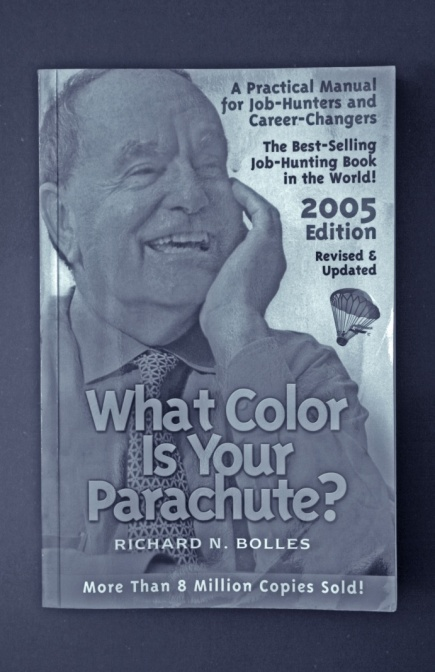 A Practical Manual
for Job-Hunters and
Career-Changers
The Best-Selling
Job-Hunting Book
in the World!
2005
Edition
Revised &
Updated
What Color
Is Your
Parachute?
RICHARD N. BOLLES
More Than 8 Million Copies Sold!